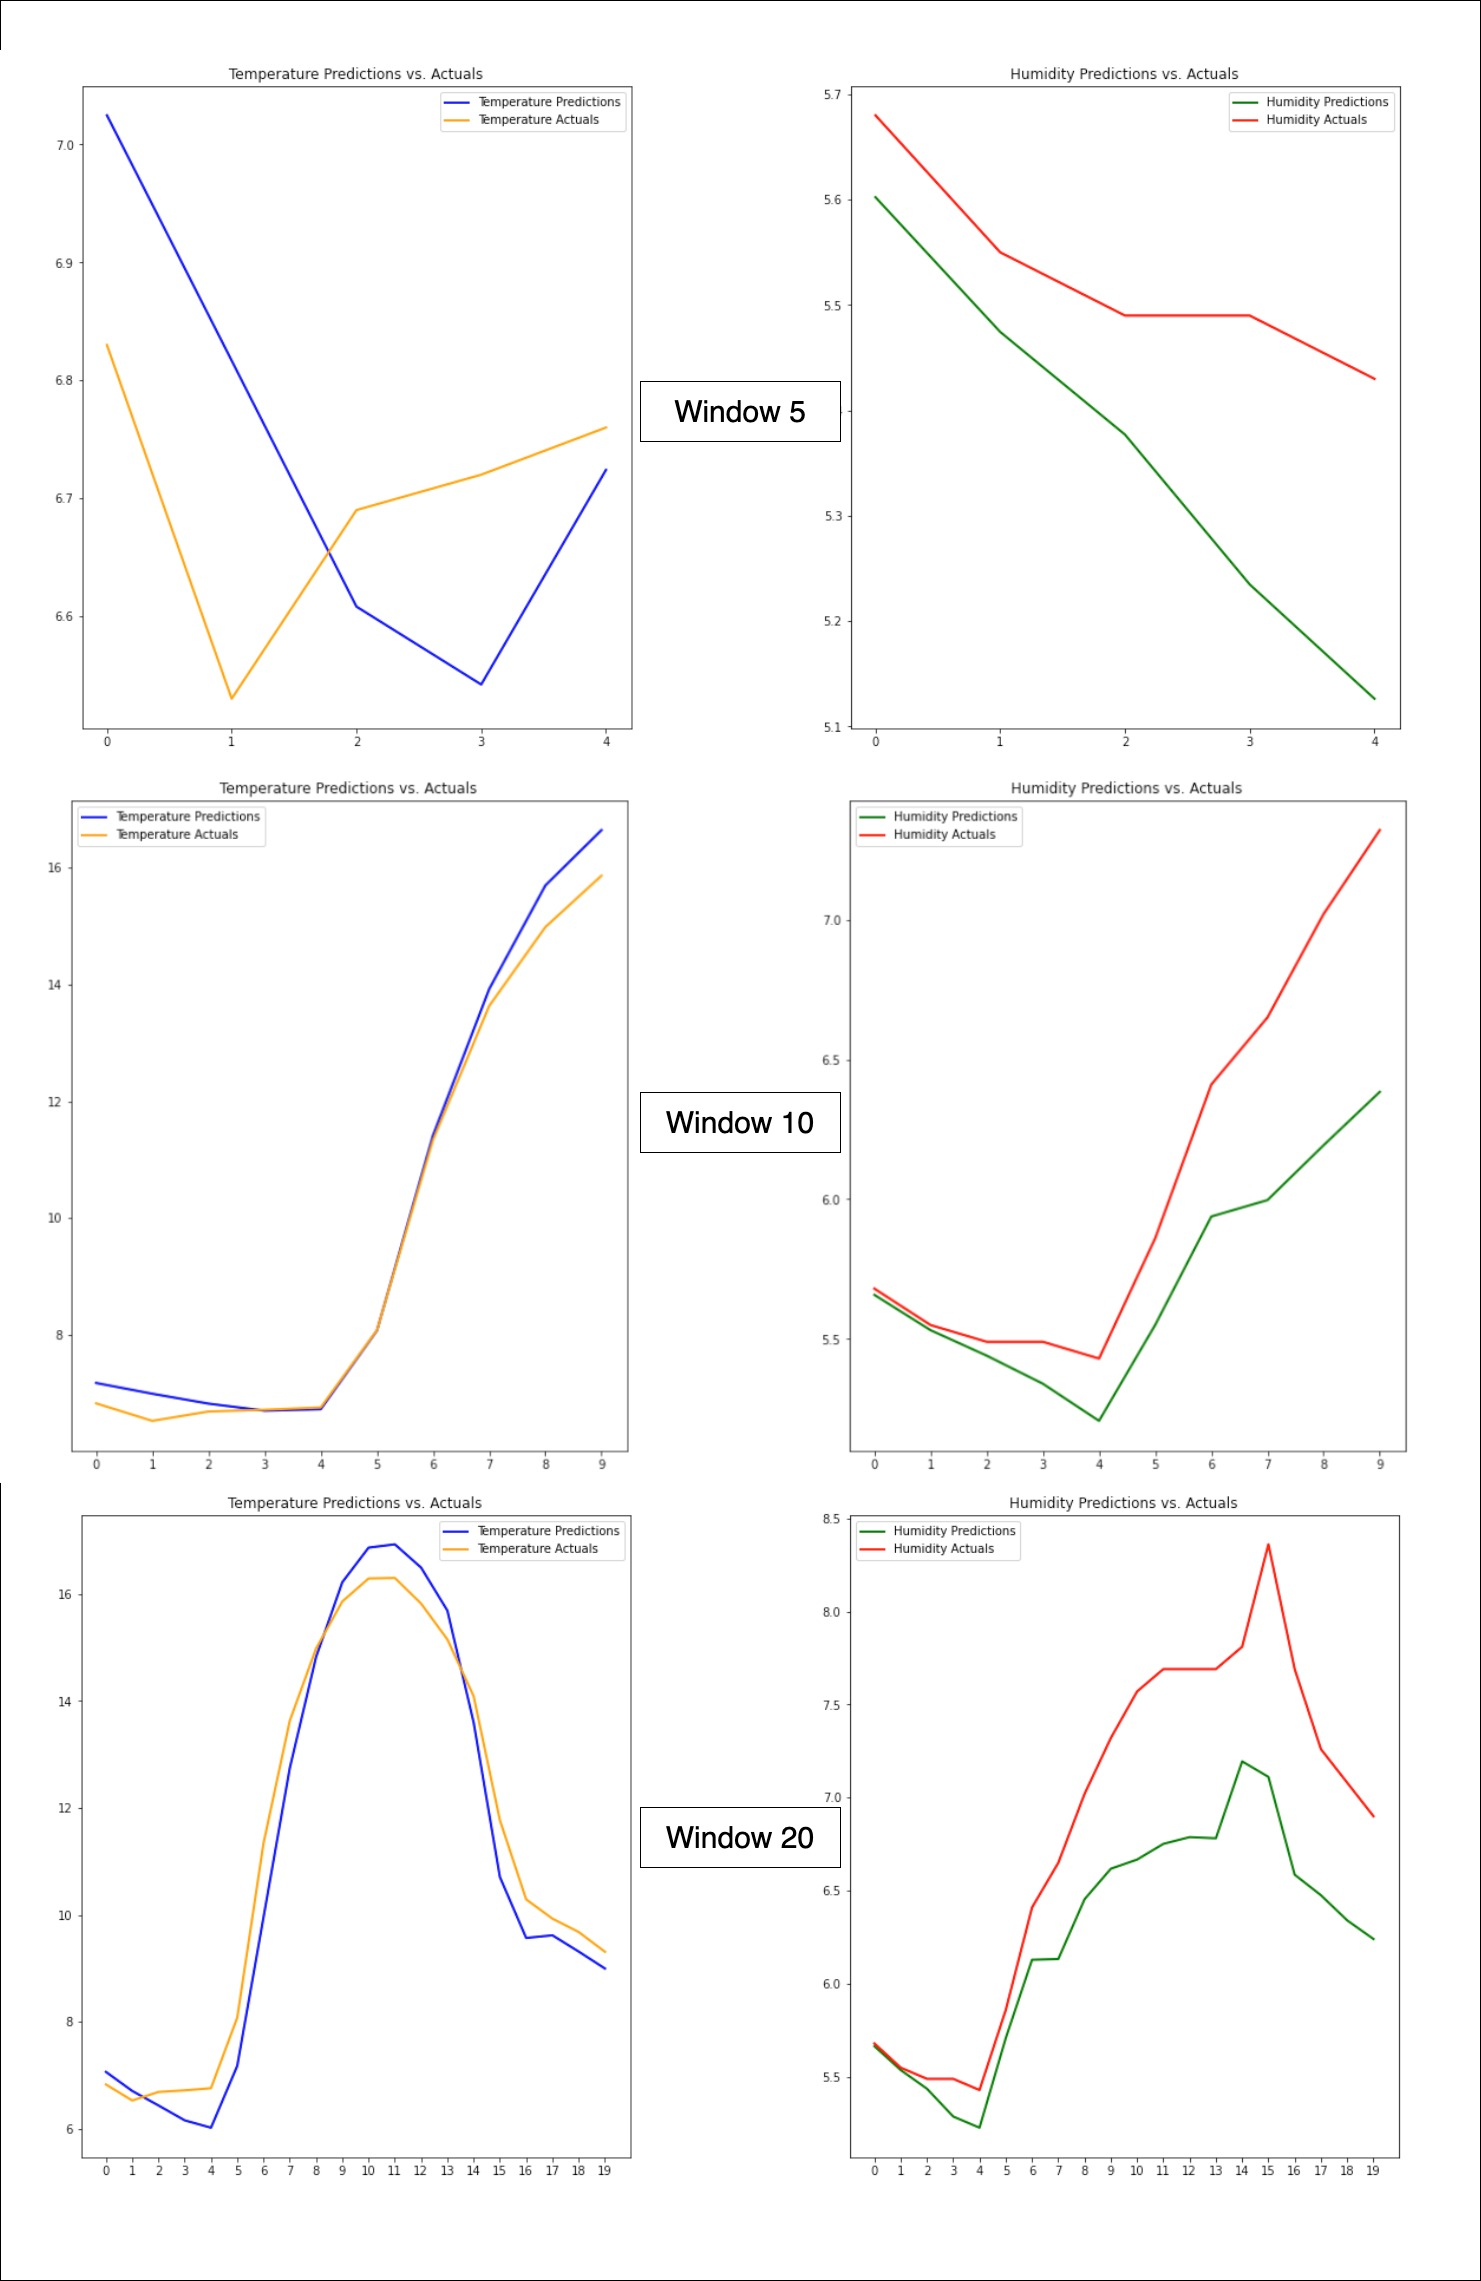 Temperature Predictions vs. Actuals
Temperature Predictions
Temperature Actuals
7.0
6.9
6.8
6.7
6.6
0 1 2 3 4
Humidity Predictions vs. Actuals
Humidity Predictions
Humidity Actuals
5.7
5.6
5.5
5.3
5.2
5.1
0 1 2 3 4
Window 5
Temperature Predictions vs. Actuals
Temperature Predictions
Temperature Actuals
16
14
12
10
8
0 1 2 3 4 5 6 7 8 9
Humidity Predictions vs. Actuals
Humidity Predictions
Humidity Actuals
7.0
6.5
6.0
5.5
0 1 2 3 4 5 6 7 8 9
Window 10
Temperature Predictions vs. Actuals
Temperature Predictions
Temperature Actuals
16
14
12
10
8
6
0 1 2 3 4 5 6 7 8 9 10 11 12 13 14 15 16 17 18 19
Humidity Predictions vs. Actuals
Humidity Predictions
Humidity Actuals
8.5
8.0
7.5
7.0
6.5
6.0
5.5
0 1 2 3 4 5 6 7 8 9 10 11 12 13 14 15 16 17 18 19
Window 20